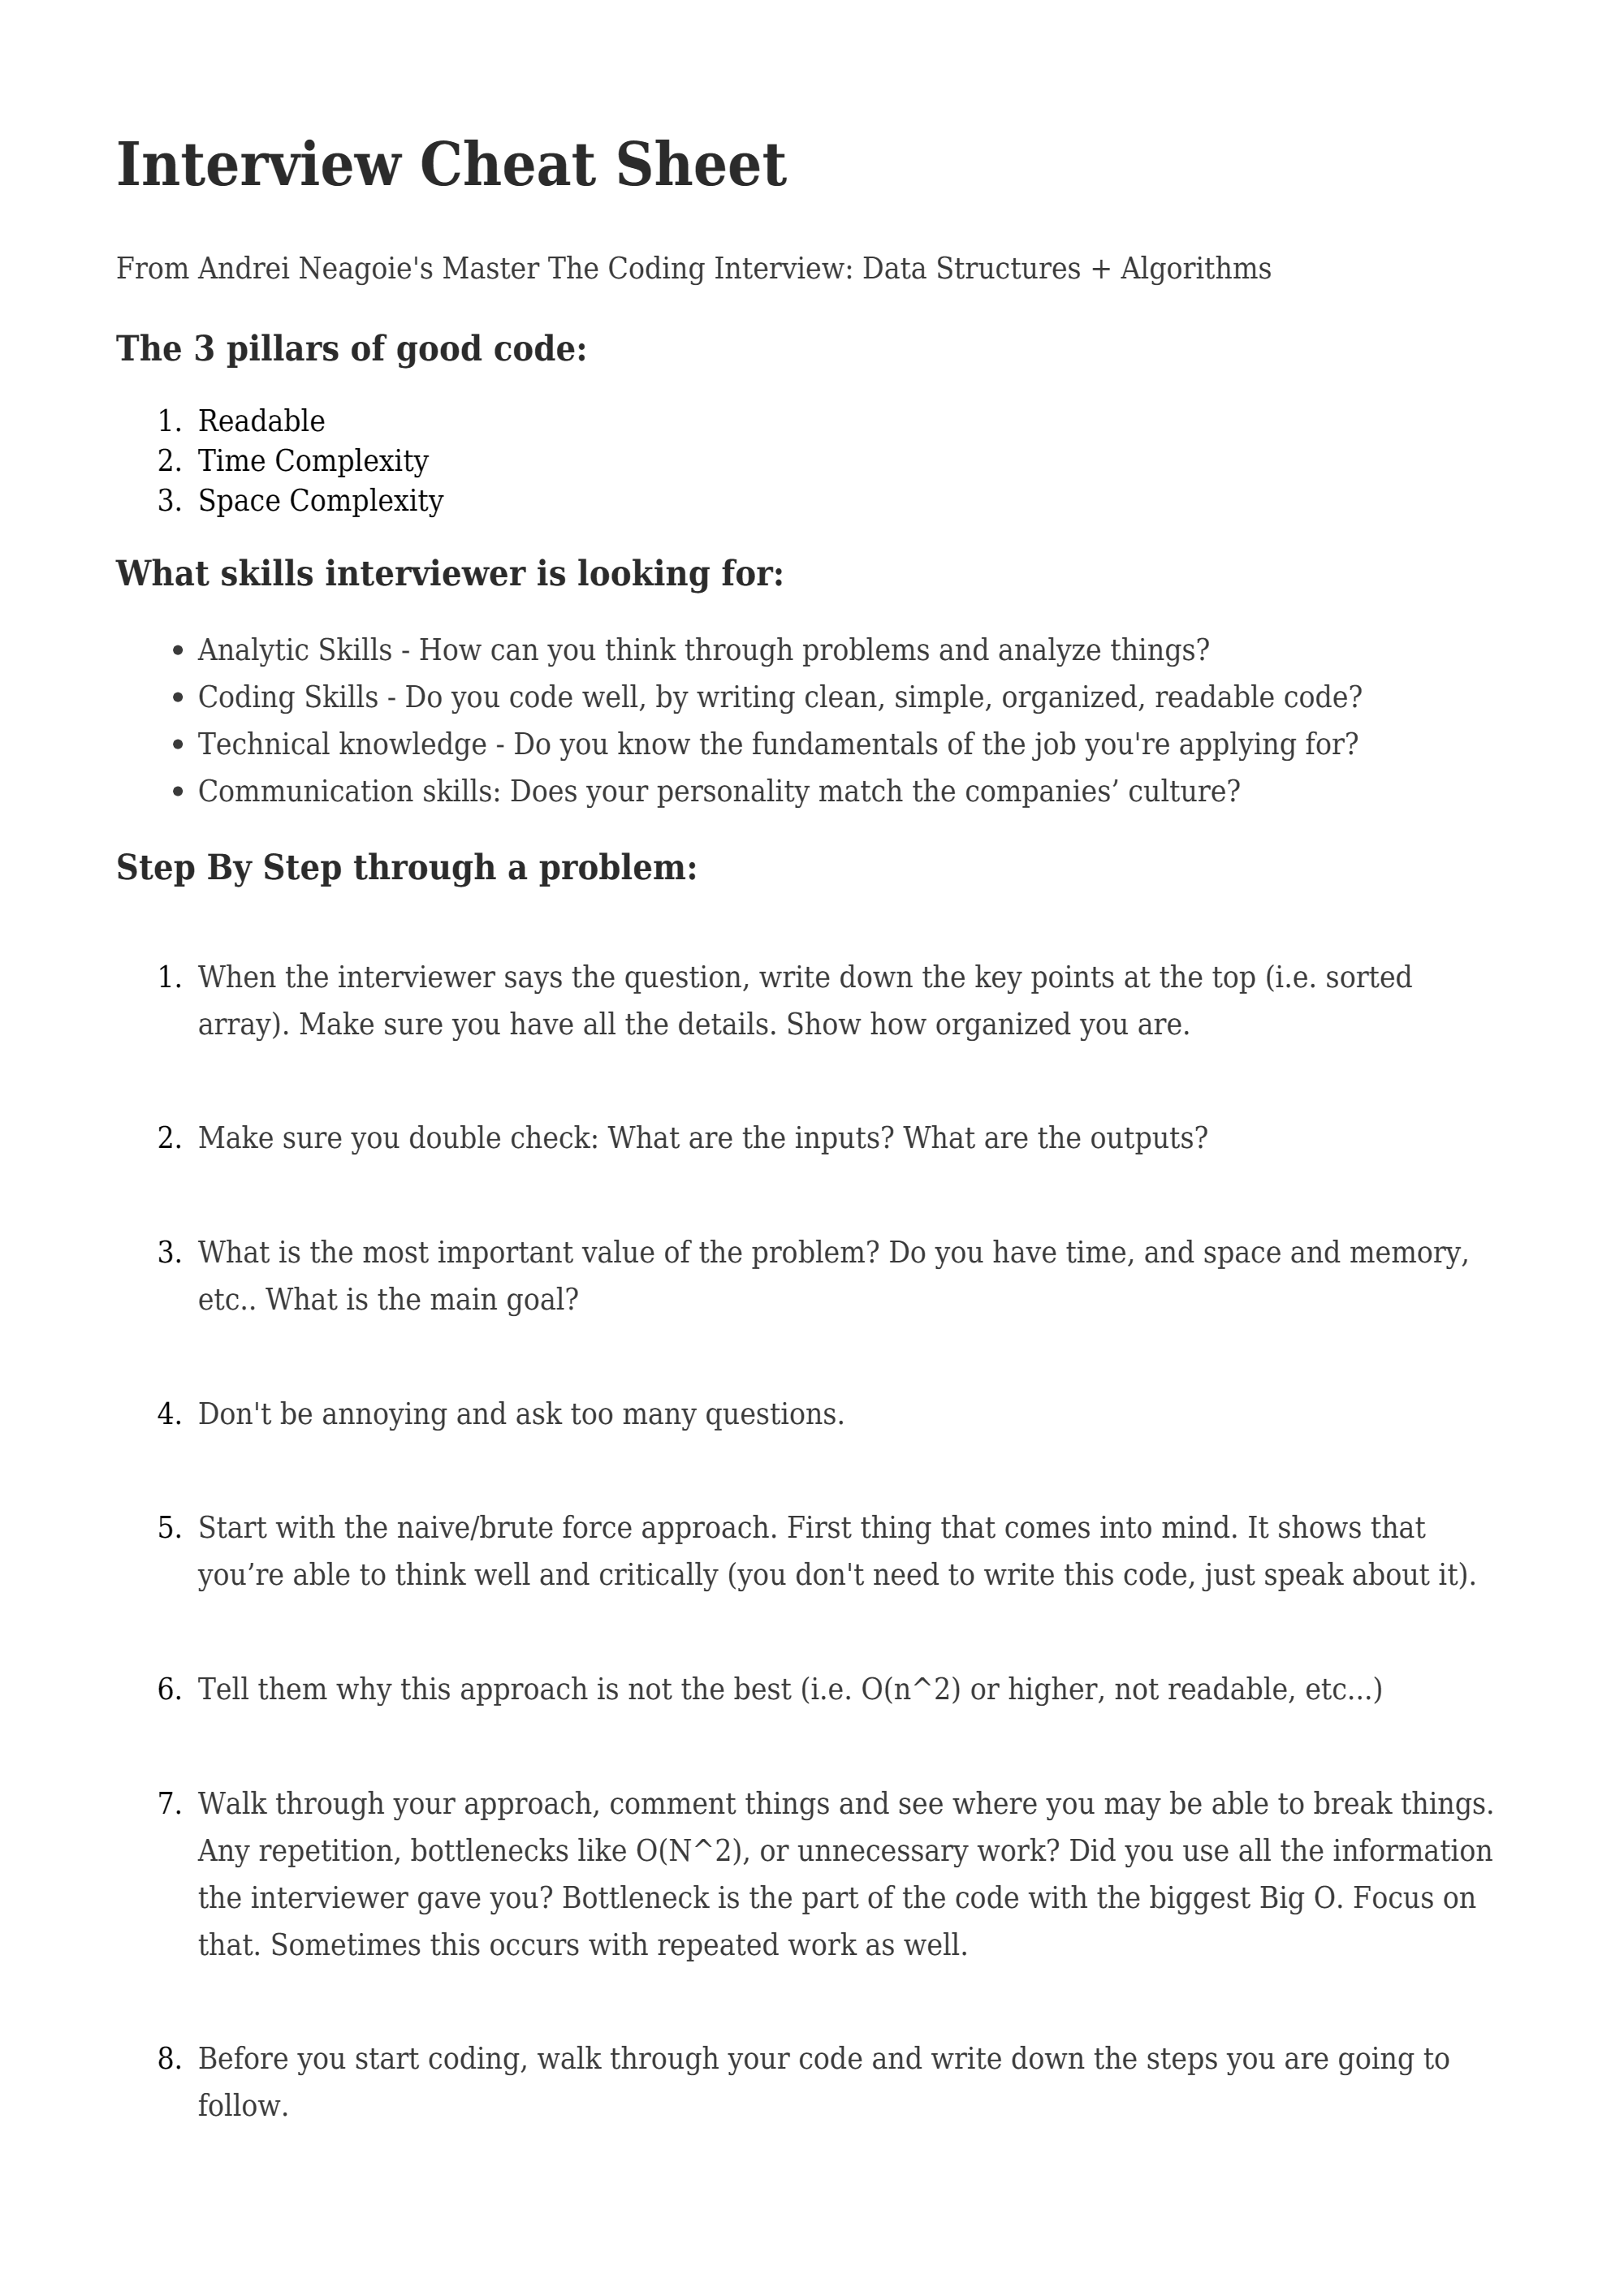 Interview Cheat Sheet
From Andrei Neagoie's Master The Coding Interview: Data Structures + Algorithms
The 3 pillars of good code:
1. Readable
2. Time Complexity
3. Space Complexity
What skills interviewer is looking for:
• Analytic Skills - How can you think through problems and analyze things?
• Coding Skills - Do you code well, by writing clean, simple, organized, readable code?
• Technical knowledge - Do you know the fundamentals of the job you're applying for?
• Communication skills: Does your personality match the companies’ culture?
Step By Step through a problem:
1. When the interviewer says the question, write down the key points at the top (i.e. sorted
array). Make sure you have all the details. Show how organized you are.
2. Make sure you double check: What are the inputs? What are the outputs?
3. What is the most important value of the problem? Do you have time, and space and memory,
etc.. What is the main goal?
4. Don't be annoying and ask too many questions.
5. Start with the naive/brute force approach. First thing that comes into mind. It shows that
you’re able to think well and critically (you don't need to write this code, just speak about it).
6. Tell them why this approach is not the best (i.e. O(n^2) or higher, not readable, etc...)
7. Walk through your approach, comment things and see where you may be able to break things.
Any repetition, bottlenecks like O(N^2), or unnecessary work? Did you use all the information
the interviewer gave you? Bottleneck is the part of the code with the biggest Big O. Focus on
that. Sometimes this occurs with repeated work as well.
8. Before you start coding, walk through your code and write down the steps you are going to
follow.